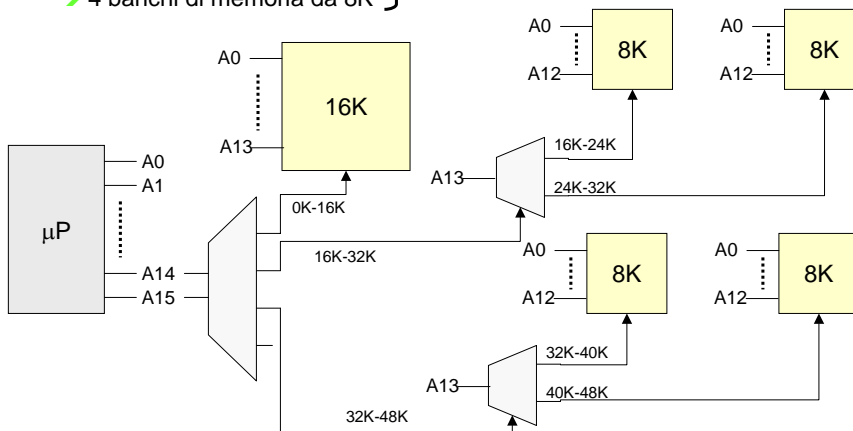 4 banchi di memoria da 8K
A0
A13
16K
A0
A12
8K
A0
A12
8K
16K-24K
A13
24K-32K
μP
A0
A1
A14
A15
0K-16K
16K-32K
A0
A12
8K
A0
A12
8K
32K-40K
A13
40K-48K
32K-48K